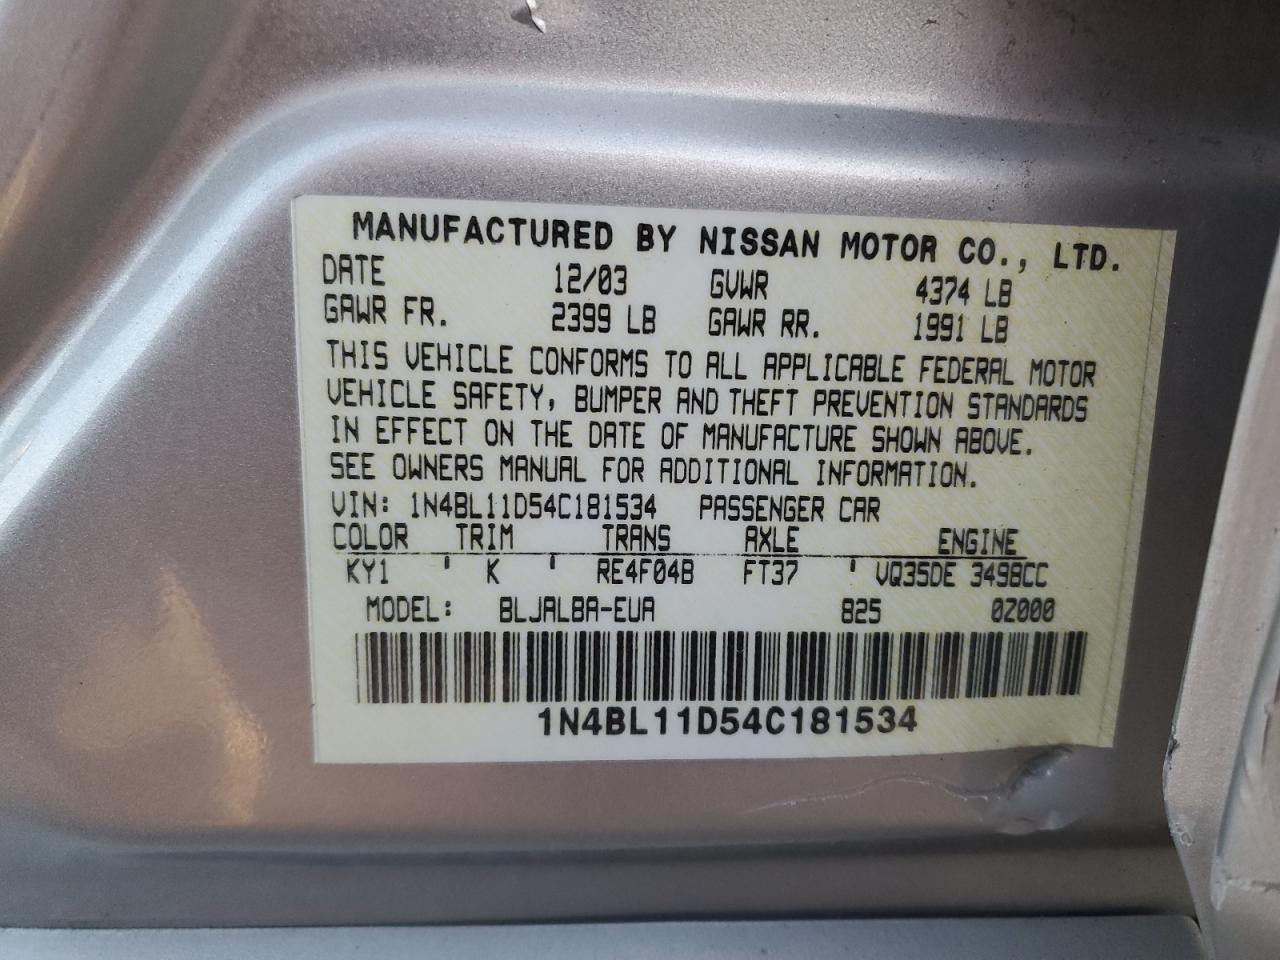 MANUFACTURED BY NISSAN MOTOR CO., LTD.
DATE 12/03 GVWR 4374 LB
GAWR FR. 2399 LB GAWR RR. 1991 LB
THIS VEHICLE CONFORMS TO ALL APPLICABLE FEDERAL MOTOR
VEHICLE SAFETY, BUMPER AND THEFT PREVENTION STANDARDS
IN EFFECT ON THE DATE OF MANUFACTURE SHOWN ABOVE.
SEE OWNERS MANUAL FOR ADDITIONAL INFORMATION.
VIN: 1N4BL11D54C181534 PASSENGER CAR
COLOR TRIM TRANS AXLE ENGINE
KY1 ' K ' RE4F04B FT37 ' VQ35DE 3498CC
MODEL: BLJALBA-EUA 825 0Z000
1N4BL11D54C181534